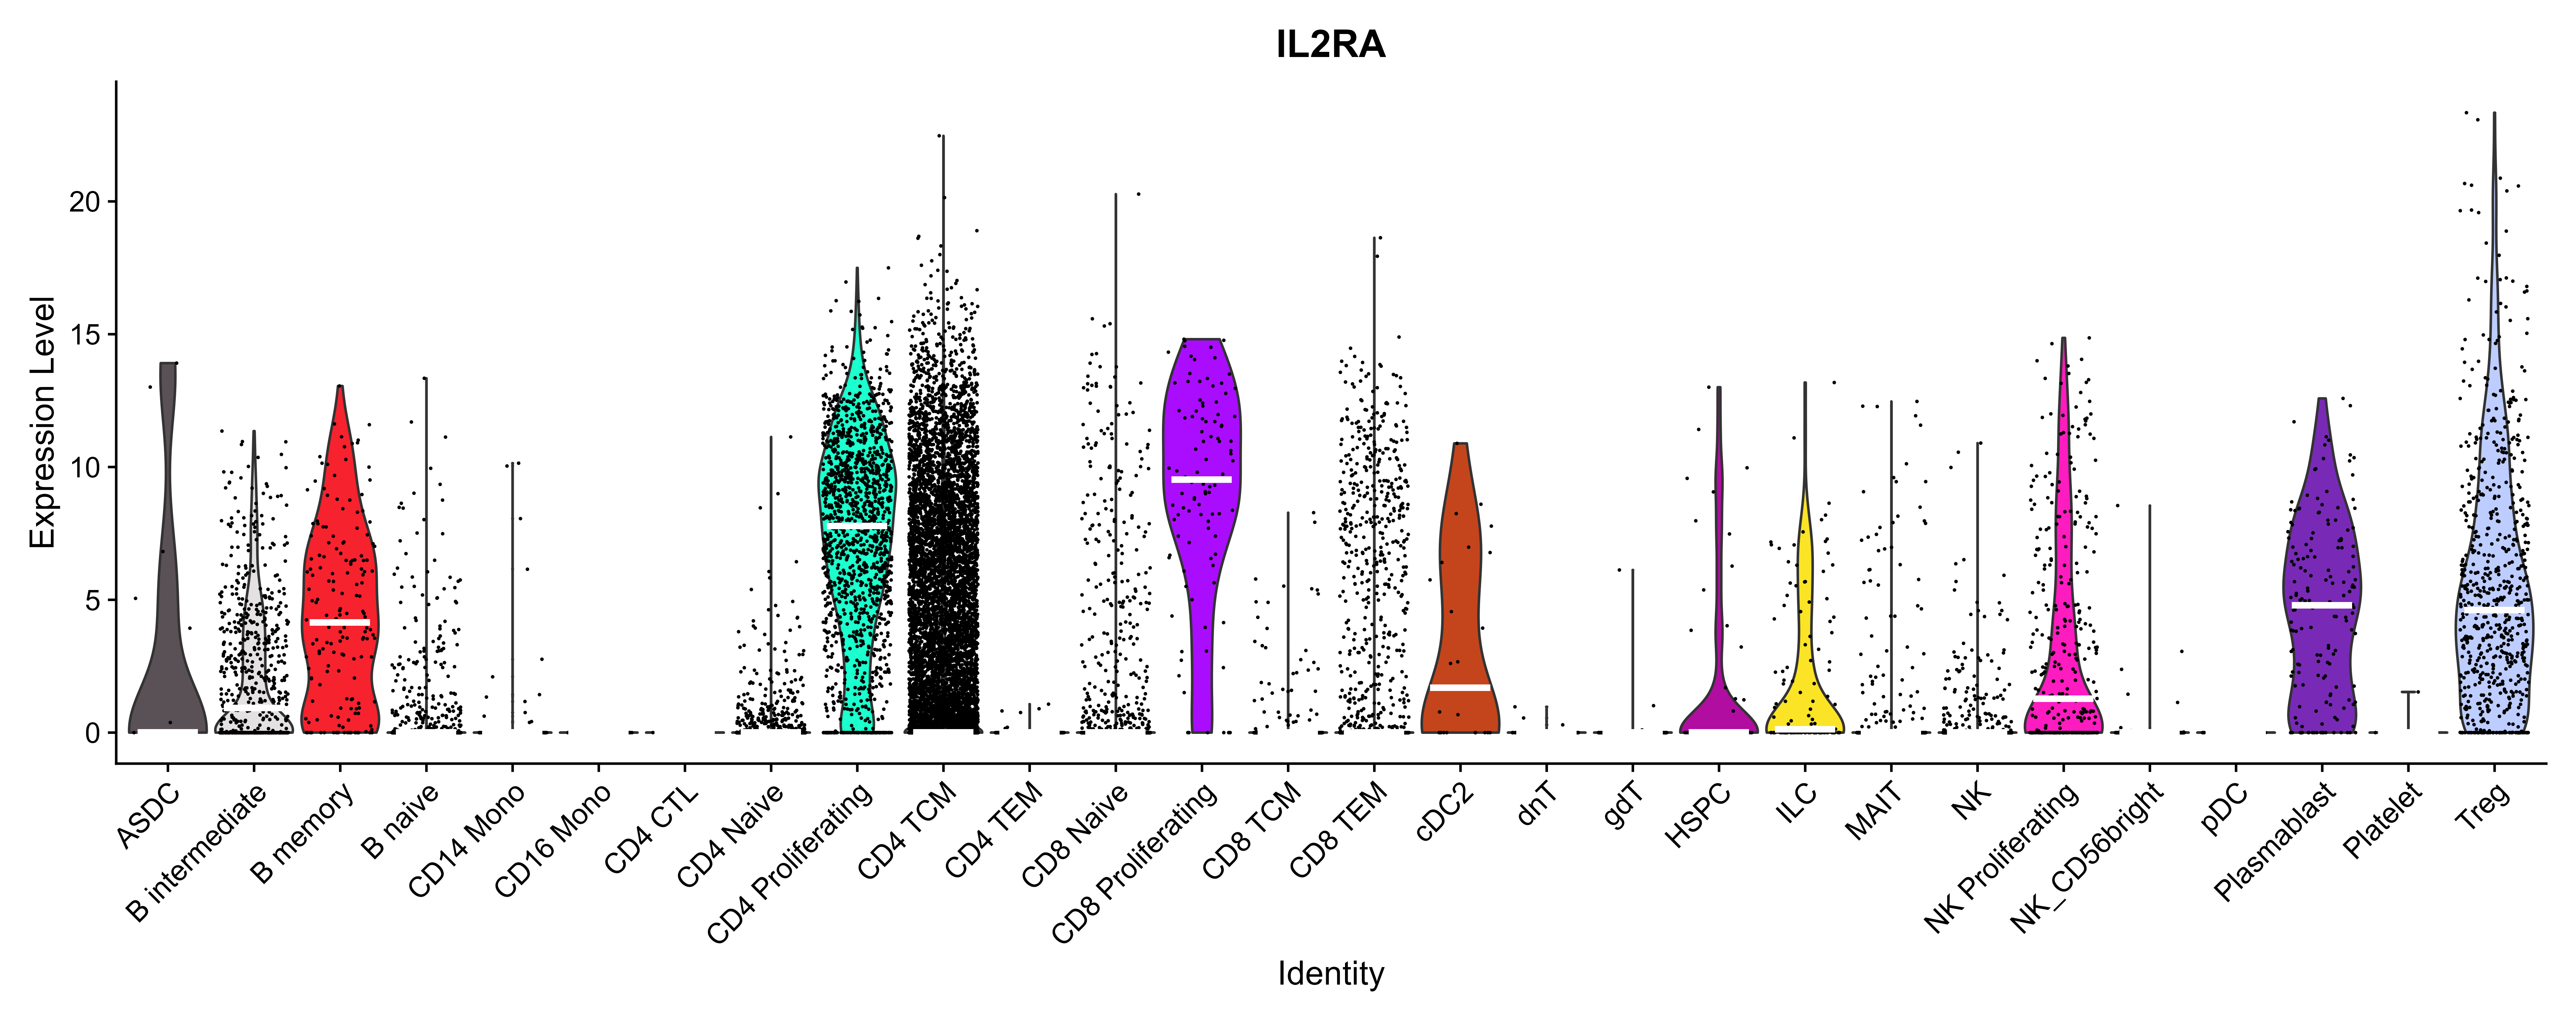 IL2RA
Expression Level
20
15
10
5
0
ASDC
B intermediate
B memory
B naive
CD14 Mono
CD16 Mono
CD4 CTL
CD4 Naive
CD4 Proliferating
CD4 TCM
CD4 TEM
CD8 Naive
CD8 Proliferating
CD8 TCM
CD8 TEM
cDC2
dnT
gdT
HSPC
ILC
MAIT
NK
NK Proliferating
NK_CD56bright
pDC
Plasmablast
Platelet
Treg
Identity